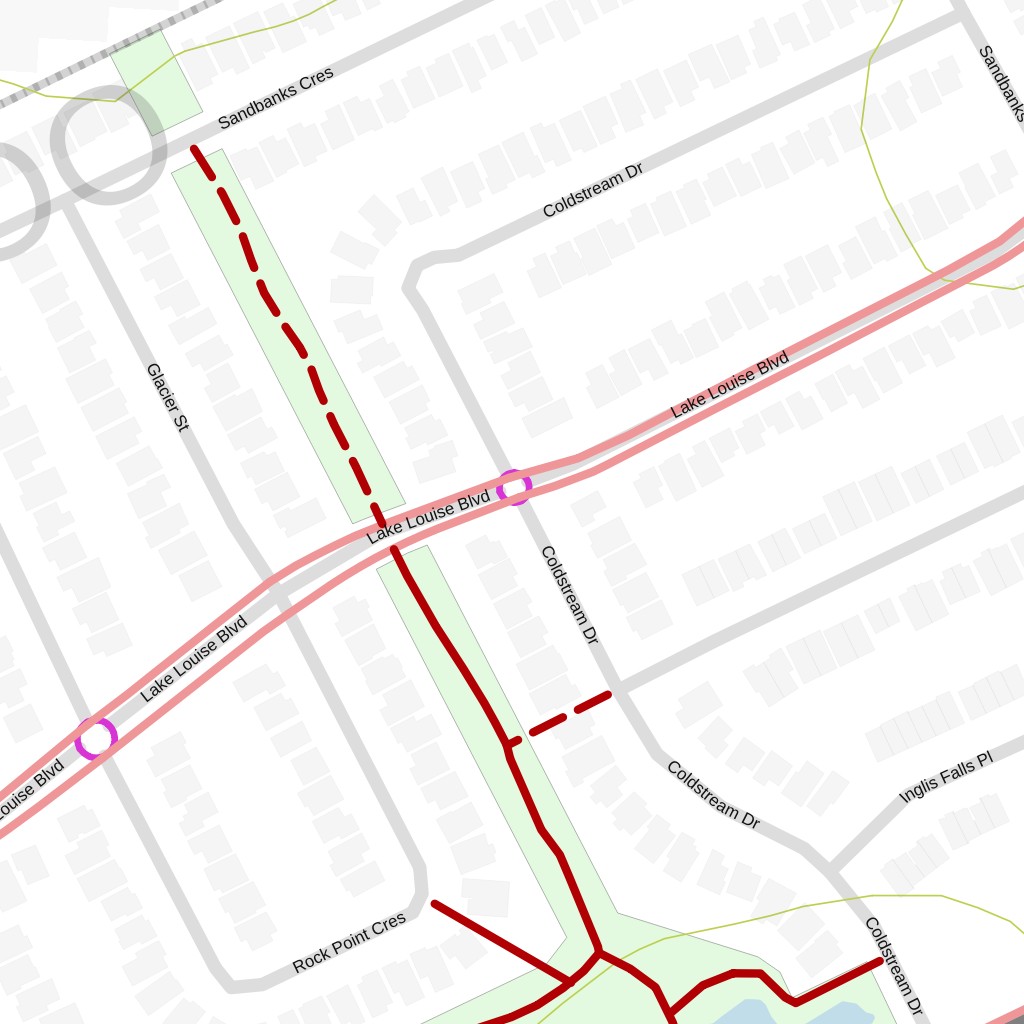 Sandbanks Cres
Sandbanks
Coldstream Dr
Glacier St
Lake Louise Blvd
Lake Louise Blvd
Coldstream Dr
Lake Louise Blvd
Louise Blvd
Coldstream Dr
Inglis Falls Pl
Rock Point Cres
Coldstream Dr